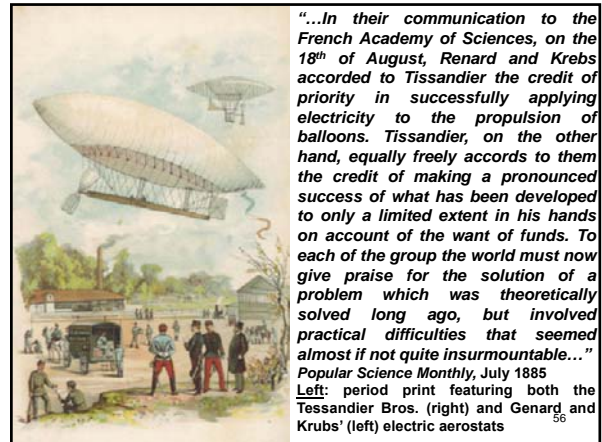 “…In their communication to the
French Academy of Sciences, on the
18th of August, Renard and Krebs
accorded to Tissandier the credit of
priority in successfully applying
electricity to the propulsion of
balloons. Tissandier, on the other
hand, equally freely accords to them
the credit of making a pronounced
success of what has been developed
to only a limited extent in his hands
on account of the want of funds. To
each of the group the world must now
give praise for the solution of a
problem which was theoretically
solved long ago, but involved
practical difficulties that seemed
almost if not quite insurmountable…”
Popular Science Monthly, July 1885
Left: period print featuring both the
Tessandier Bros. (right) and Genard and
Krubs’ (left) electric aerostats
56